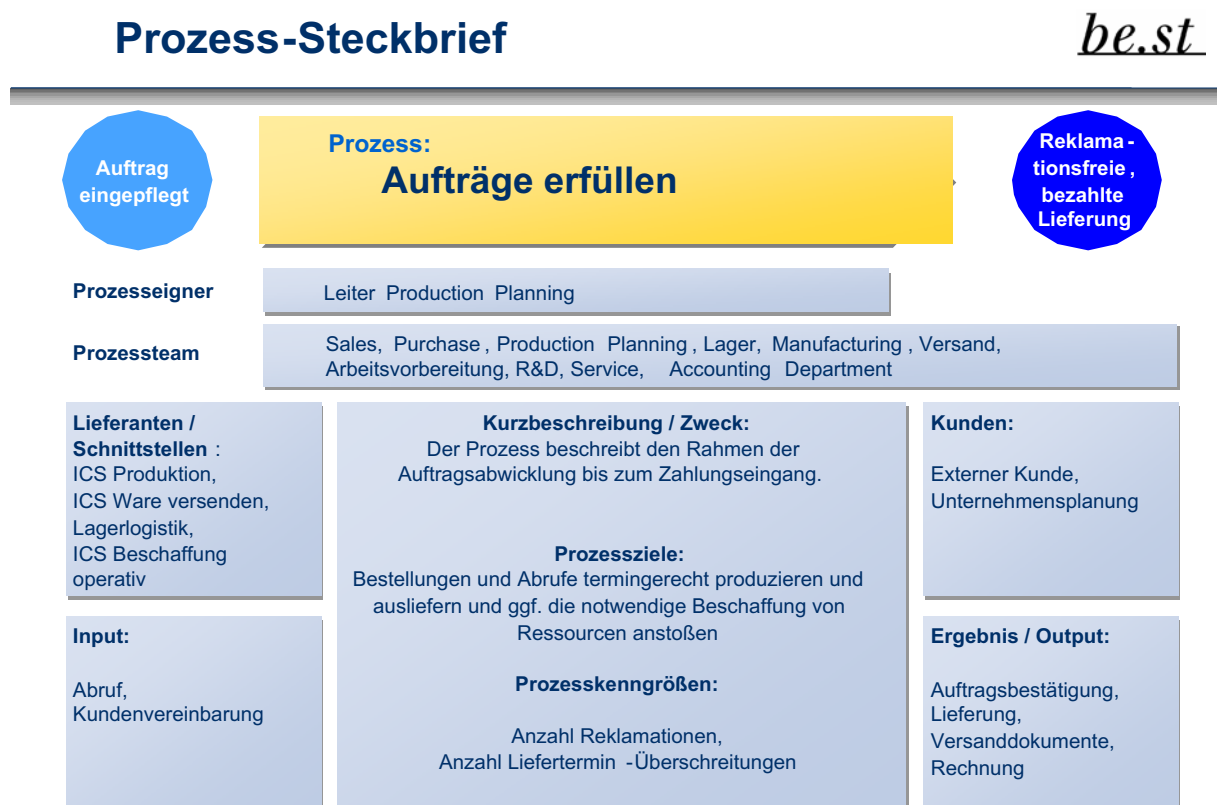 Prozess-Steckbrief
be.st
Auftrag
eingepflegt
Prozess:
Aufträge erfüllen
Reklama-
tionsfreie,
bezahlte
Lieferung
Prozesseigner
Leiter Production Planning
Prozessteam
Sales, Purchase, Production Planning, Lager, Manufacturing, Versand,
Arbeitsvorbereitung, R&D, Service, Accounting Department
Lieferanten /
Schnittstellen :
ICS Produktion,
ICS Ware versenden,
Lagerlogistik,
ICS Beschaffung
operativ
Kurzbeschreibung / Zweck:
Der Prozess beschreibt den Rahmen der
Auftragsabwicklung bis zum Zahlungseingang.
Prozessziele:
Bestellungen und Abrufe termingerecht produzieren und
ausliefern und ggf. die notwendige Beschaffung von
Ressourcen anstoßen
Prozesskenngrößen:
Anzahl Reklamationen,
Anzahl Liefertermin -Überschreitungen
Kunden:
Externer Kunde,
Unternehmensplanung
Input:
Abruf,
Kundenvereinbarung
Ergebnis / Output:
Auftragsbestätigung,
Lieferung,
Versanddokumente,
Rechnung